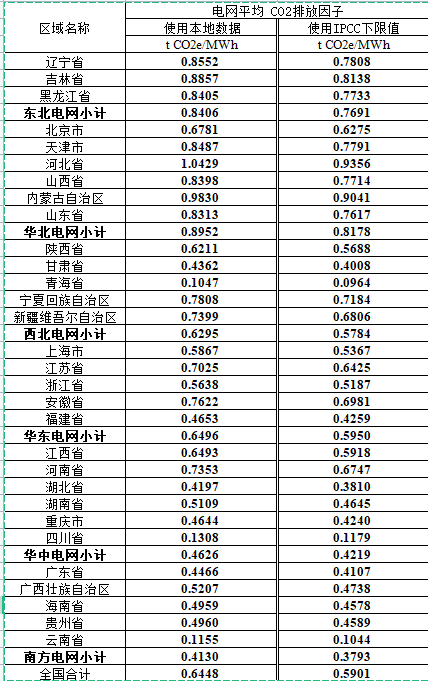 区域名称 电网平均 CO2排放因子
使用本地数据 使用IPCC下限值
t CO2e/MWh t CO2e/MWh
辽宁省 0.8552 0.7808
吉林省 0.8857 0.8138
黑龙江省 0.8405 0.7733
东北电网小计 0.8406 0.7691
北京市 0.6781 0.6275
天津市 0.8487 0.7791
河北省 1.0429 0.9356
山西省 0.8398 0.7714
内蒙古自治区 0.9830 0.9041
山东省 0.8313 0.7617
华北电网小计 0.8952 0.8178
陕西省 0.6211 0.5688
甘肃省 0.4362 0.4008
青海省 0.1047 0.0964
宁夏回族自治区 0.7808 0.7184
新疆维吾尔自治区 0.7399 0.6806
西北电网小计 0.6295 0.5784
上海市 0.5867 0.5367
江苏省 0.7025 0.6425
浙江省 0.5638 0.5187
安徽省 0.7622 0.6981
福建省 0.4653 0.4259
华东电网小计 0.6496 0.5950
江西省 0.6493 0.5918
河南省 0.7353 0.6747
湖北省 0.4197 0.3810
湖南省 0.5109 0.4645
重庆市 0.4644 0.4240
四川省 0.1308 0.1179
华中电网小计 0.4626 0.4219
广东省 0.4466 0.4107
广西壮族自治区 0.5207 0.4738
海南省 0.4959 0.4578
贵州省 0.4960 0.4589
云南省 0.1155 0.1044
南方电网小计 0.4130 0.3793
全国合计 0.6448 0.5901